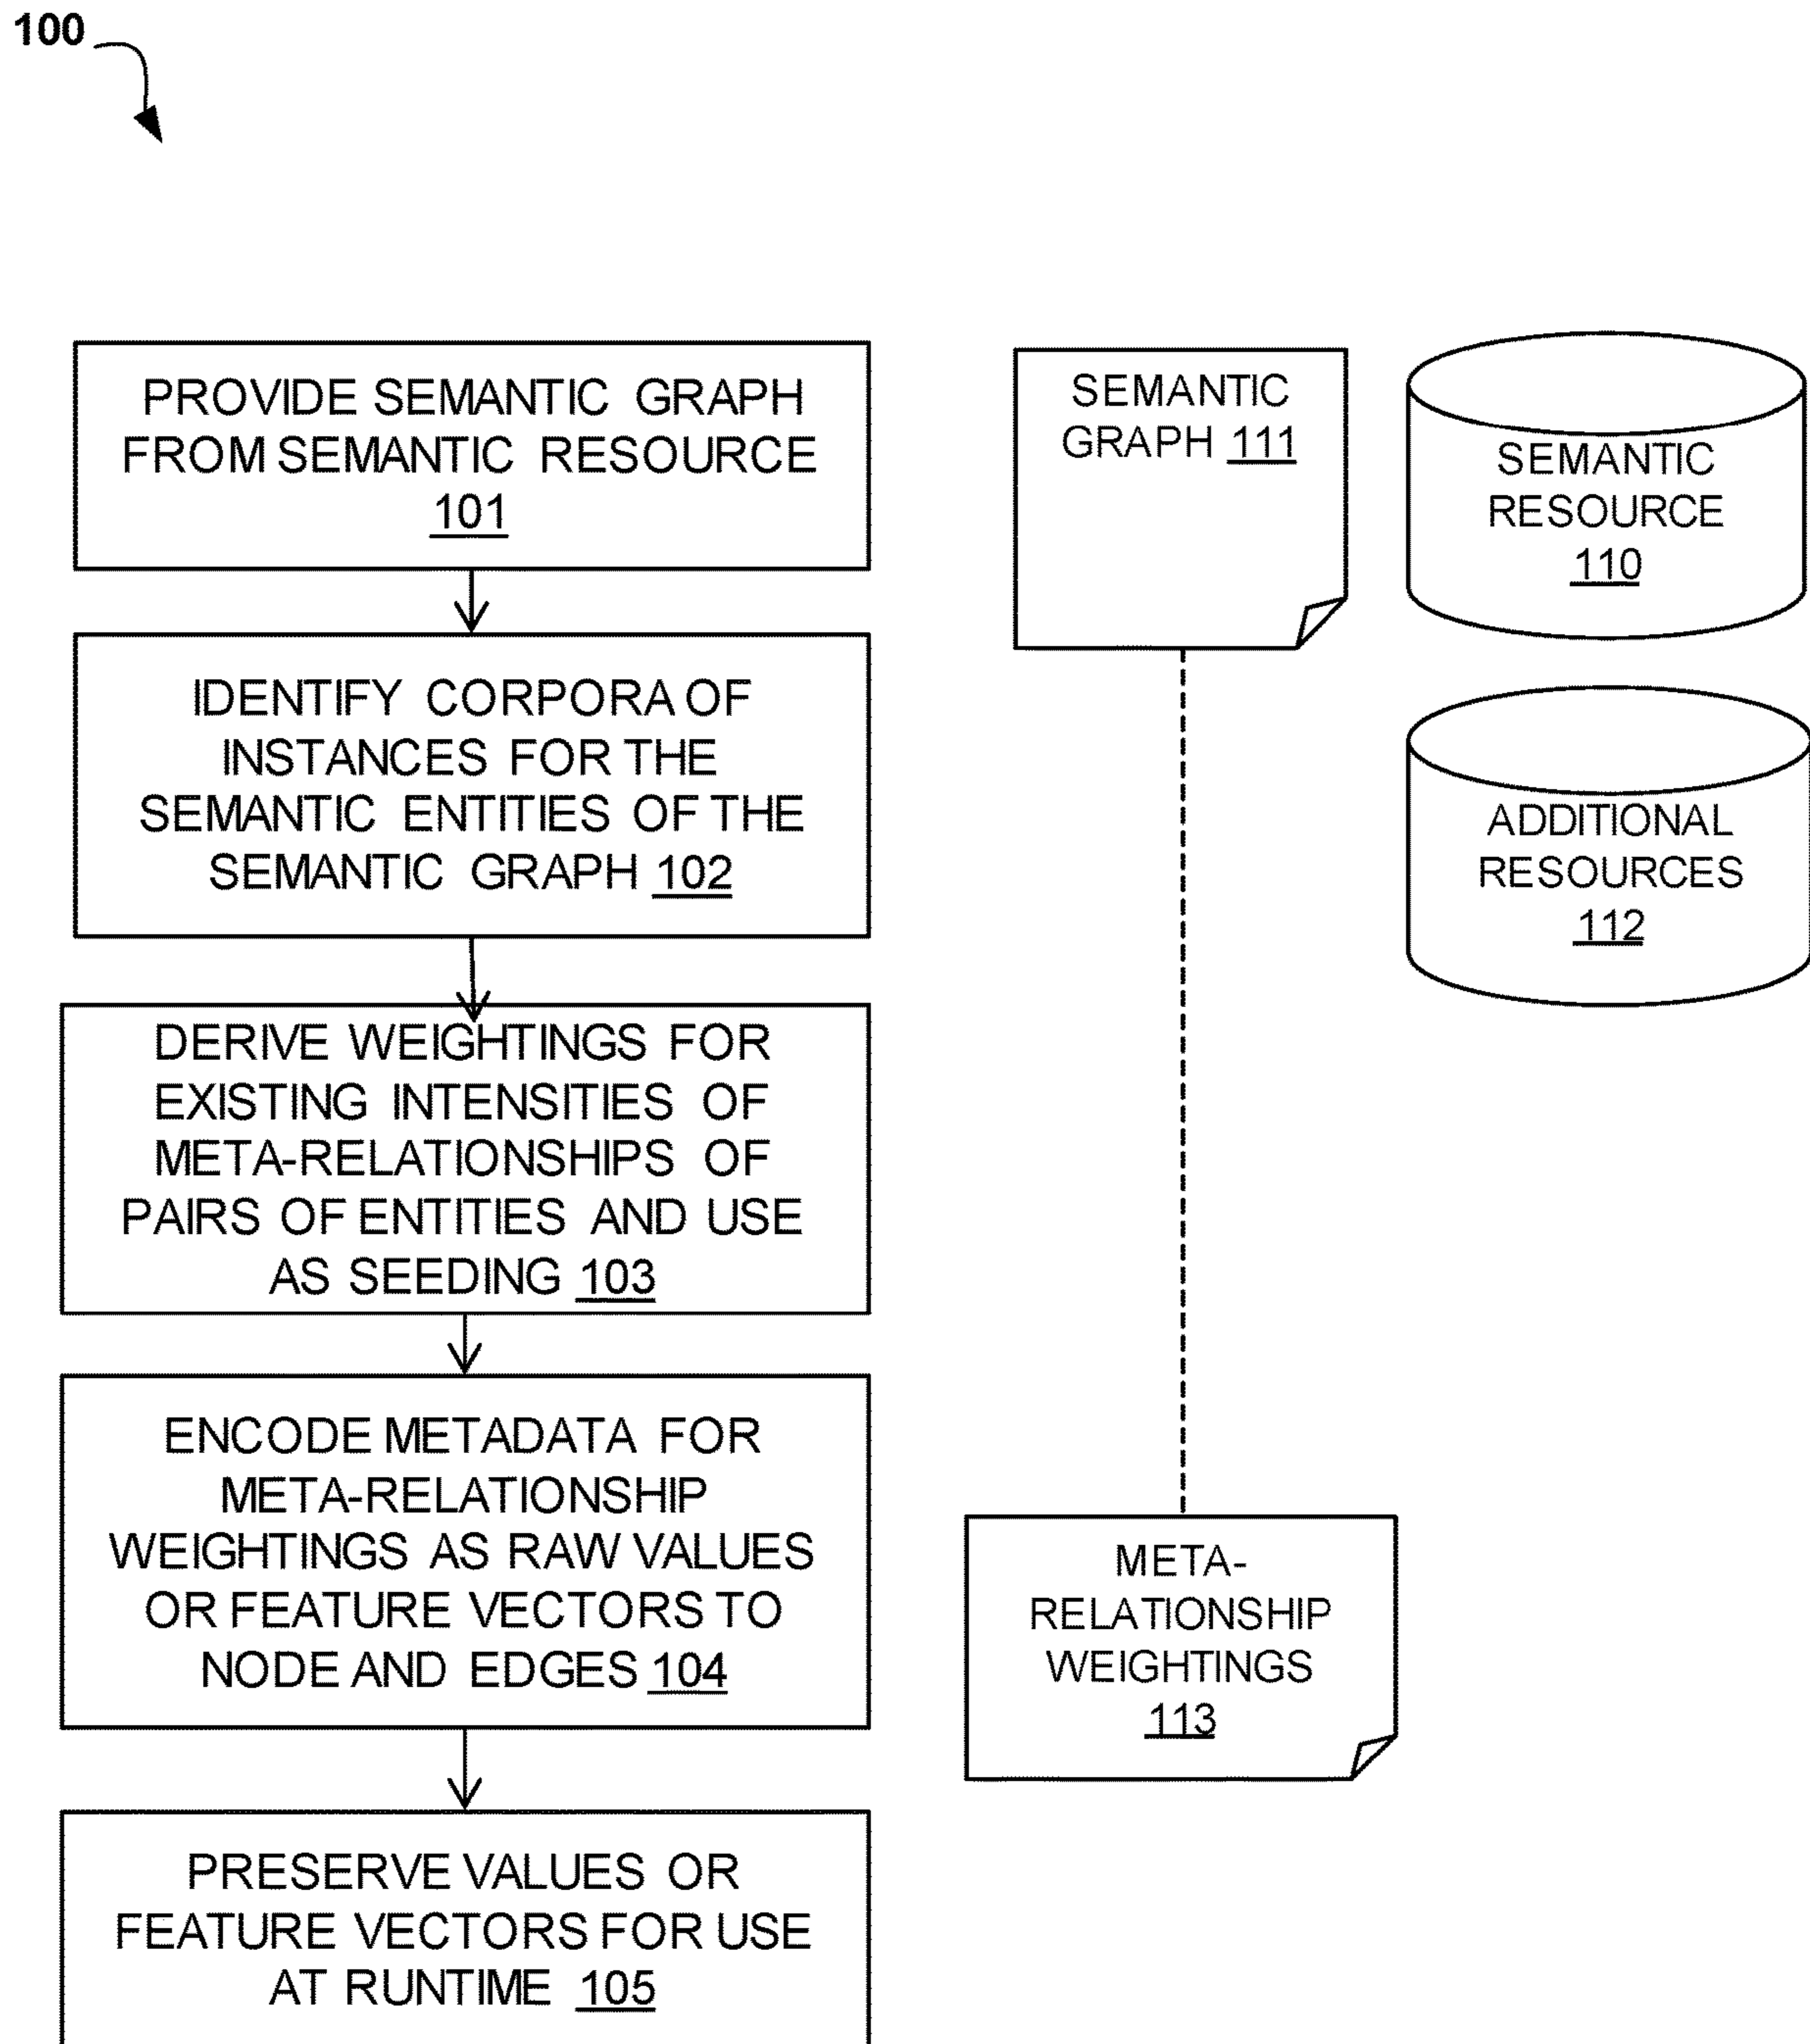 100
PROVIDE SEMANTIC GRAPH
FROM SEMANTIC RESOURCE
101
IDENTIFY CORPORA OF
INSTANCES FOR THE
SEMANTIC ENTITIES OF THE
SEMANTIC GRAPH 102
DERIVE WEIGHTINGS FOR
EXISTING INTENSITIES OF
META-RELATIONSHIPS OF
PAIRS OF ENTITIES AND USE
AS SEEDING 103
ENCODE METADATA FOR
META-RELATIONSHIP
WEIGHTINGS AS RAW VALUES
OR FEATURE VECTORS TO
NODE AND EDGES 104
PRESERVE VALUES OR
FEATURE VECTORS FOR USE
AT RUNTIME 105
SEMANTIC
GRAPH 111
SEMANTIC
RESOURCE
110
ADDITIONAL
RESOURCES
112
META-
RELATIONSHIP
WEIGHTINGS
113